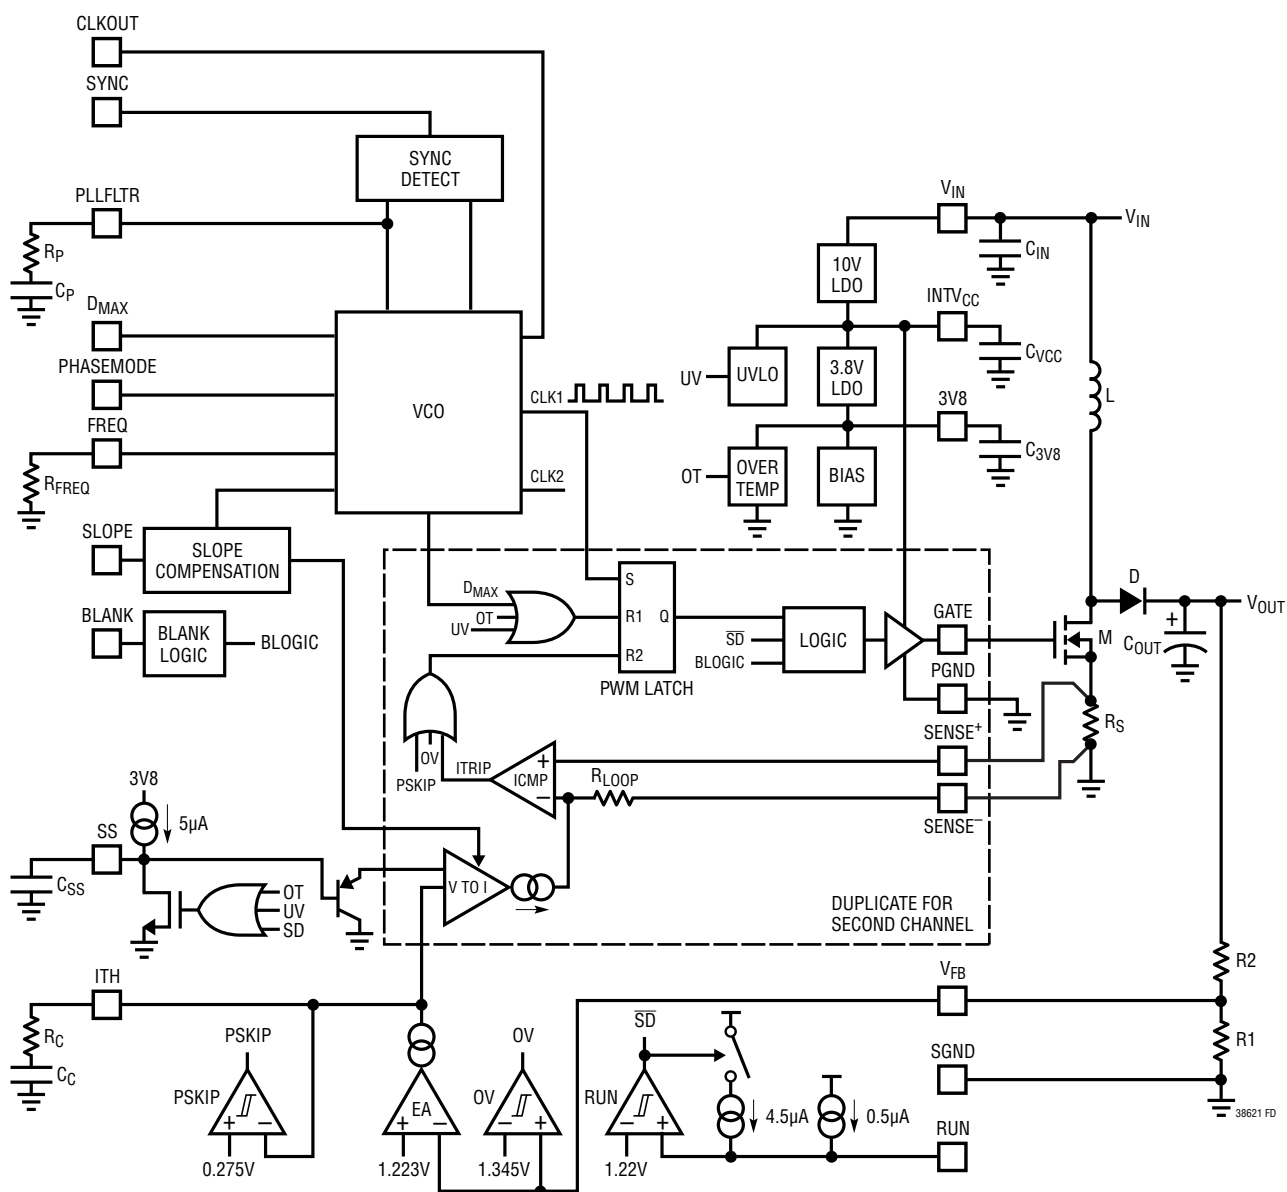 CLKOUT
SYNC
SYNC
DETECT
PLLFLTR
RP
CP
DMAX
PHASEMODE
FREQ
RFREQ
VCO
CLK1
CLK2
SLOPE
SLOPE
COMPENSATION
BLANK
BLANK
LOGIC
BLOGIC
VIN
VIN
CIN
10V
LDO
INTVCC
CVCC
UV
UVLO
3.8V
LDO
3V8
C3V8
OT
OVER
TEMP
BIAS
L
D
VOUT
COUT
+
M
RS
DMAX
OT
UV
S
R1
Q
R2
PWM LATCH
SD
BLOGIC
LOGIC
GATE
PGND
SENSE+
SENSE–
PSKIP
OV
ITRIP
ICMP
+
–
RLOOP
3V8
5µA
SS
CSS
OT
UV
SD
V TO I
DUPLICATE FOR
SECOND CHANNEL
ITH
RC
CC
PSKIP
PSKIP
+
–
0.275V
EA
+
–
1.223V
OV
OV
–
+
1.345V
SD
RUN
–
+
1.22V
4.5µA
0.5µA
VFB
SGND
RUN
R2
R1
38621 FD